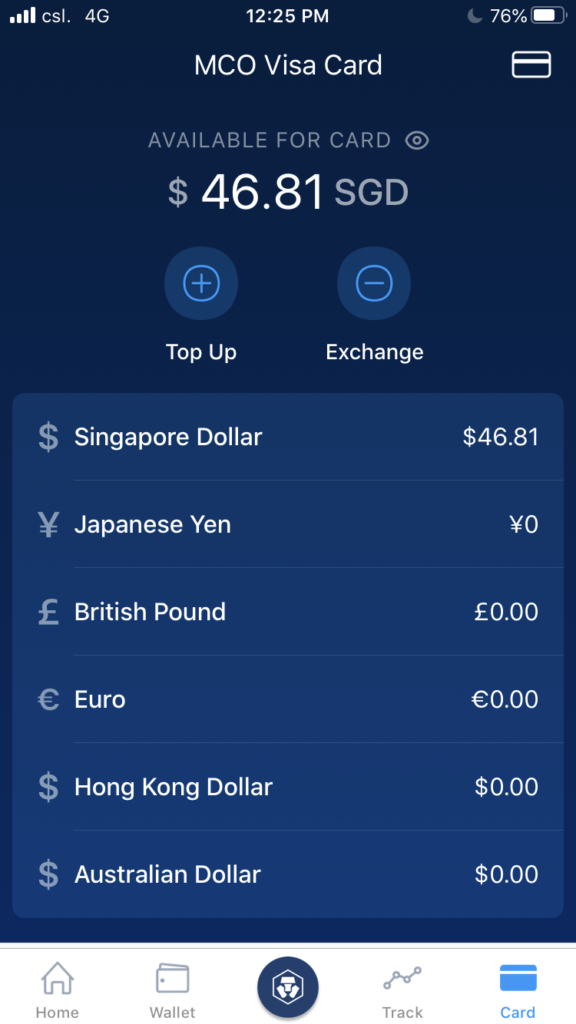 csl. 4G 12:25 PM 76%
MCO Visa Card
AVAILABLE FOR CARD
$ 46.81 SGD
Top Up Exchange
$ Singapore Dollar $46.81
¥ Japanese Yen ¥0
£ British Pound £0.00
€ Euro €0.00
$ Hong Kong Dollar $0.00
$ Australian Dollar $0.00
Home Wallet Track Card